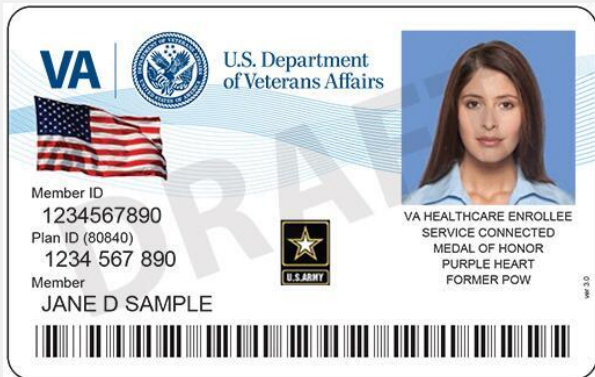 VA
U.S. Department
of Veterans Affairs
DRAFT
Member ID
1234567890
Plan ID (80840)
1234 567 890
Member
JANE D SAMPLE
U.S.ARMY
VA HEALTHCARE ENROLLEE
SERVICE CONNECTED
MEDAL OF HONOR
PURPLE HEART
FORMER POW
ver 3.0